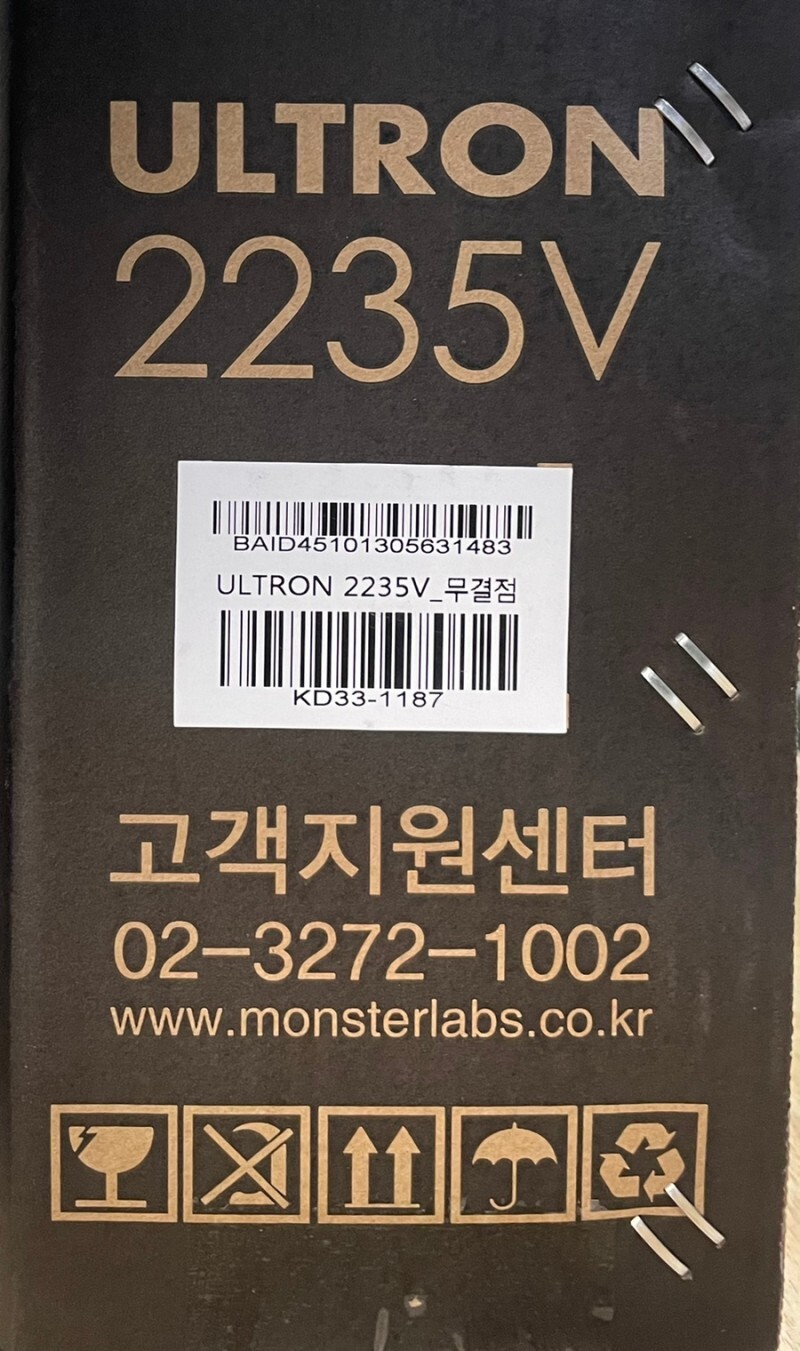 ULTRON
2235V
BAID45101305631483
ULTRON 2235V_무결점
KD33-1187
고객지원센터
02-3272-1002
www.monsterlabs.co.kr